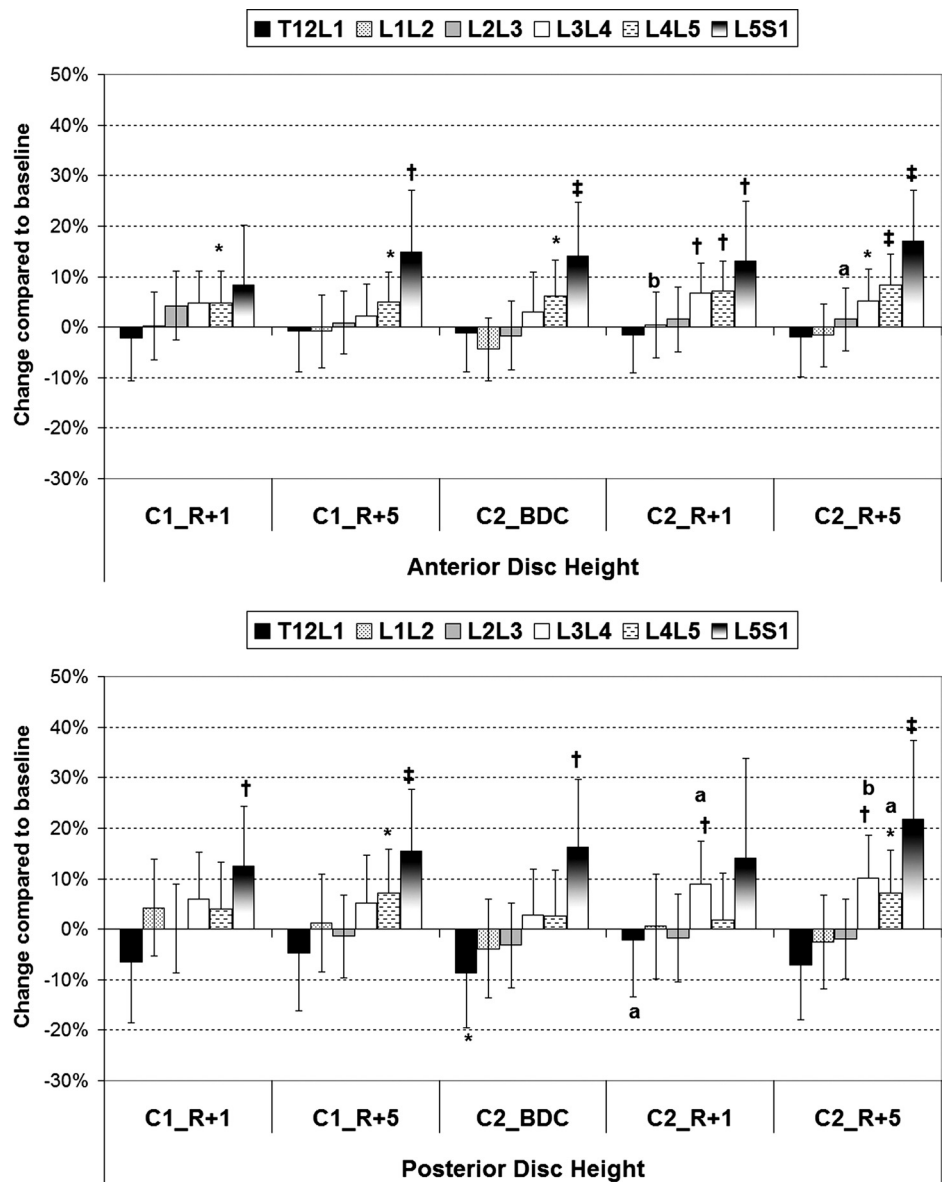 T12L1 L1L2 L2L3 L3L4 L4L5 L5S1
50%
40%
30%
20%
10%
0%
-10%
-20%
-30%
Change compared to baseline
* † * ‡ * b † † † a * ‡ ‡
C1_R+1 C1_R+5 C2_BDC C2_R+1 C2_R+5
Anterior Disc Height
T12L1 L1L2 L2L3 L3L4 L4L5 L5S1
50%
40%
30%
20%
10%
0%
-10%
-20%
-30%
Change compared to baseline
† * ‡ * † a a † b † a * ‡
C1_R+1 C1_R+5 C2_BDC C2_R+1 C2_R+5
Posterior Disc Height